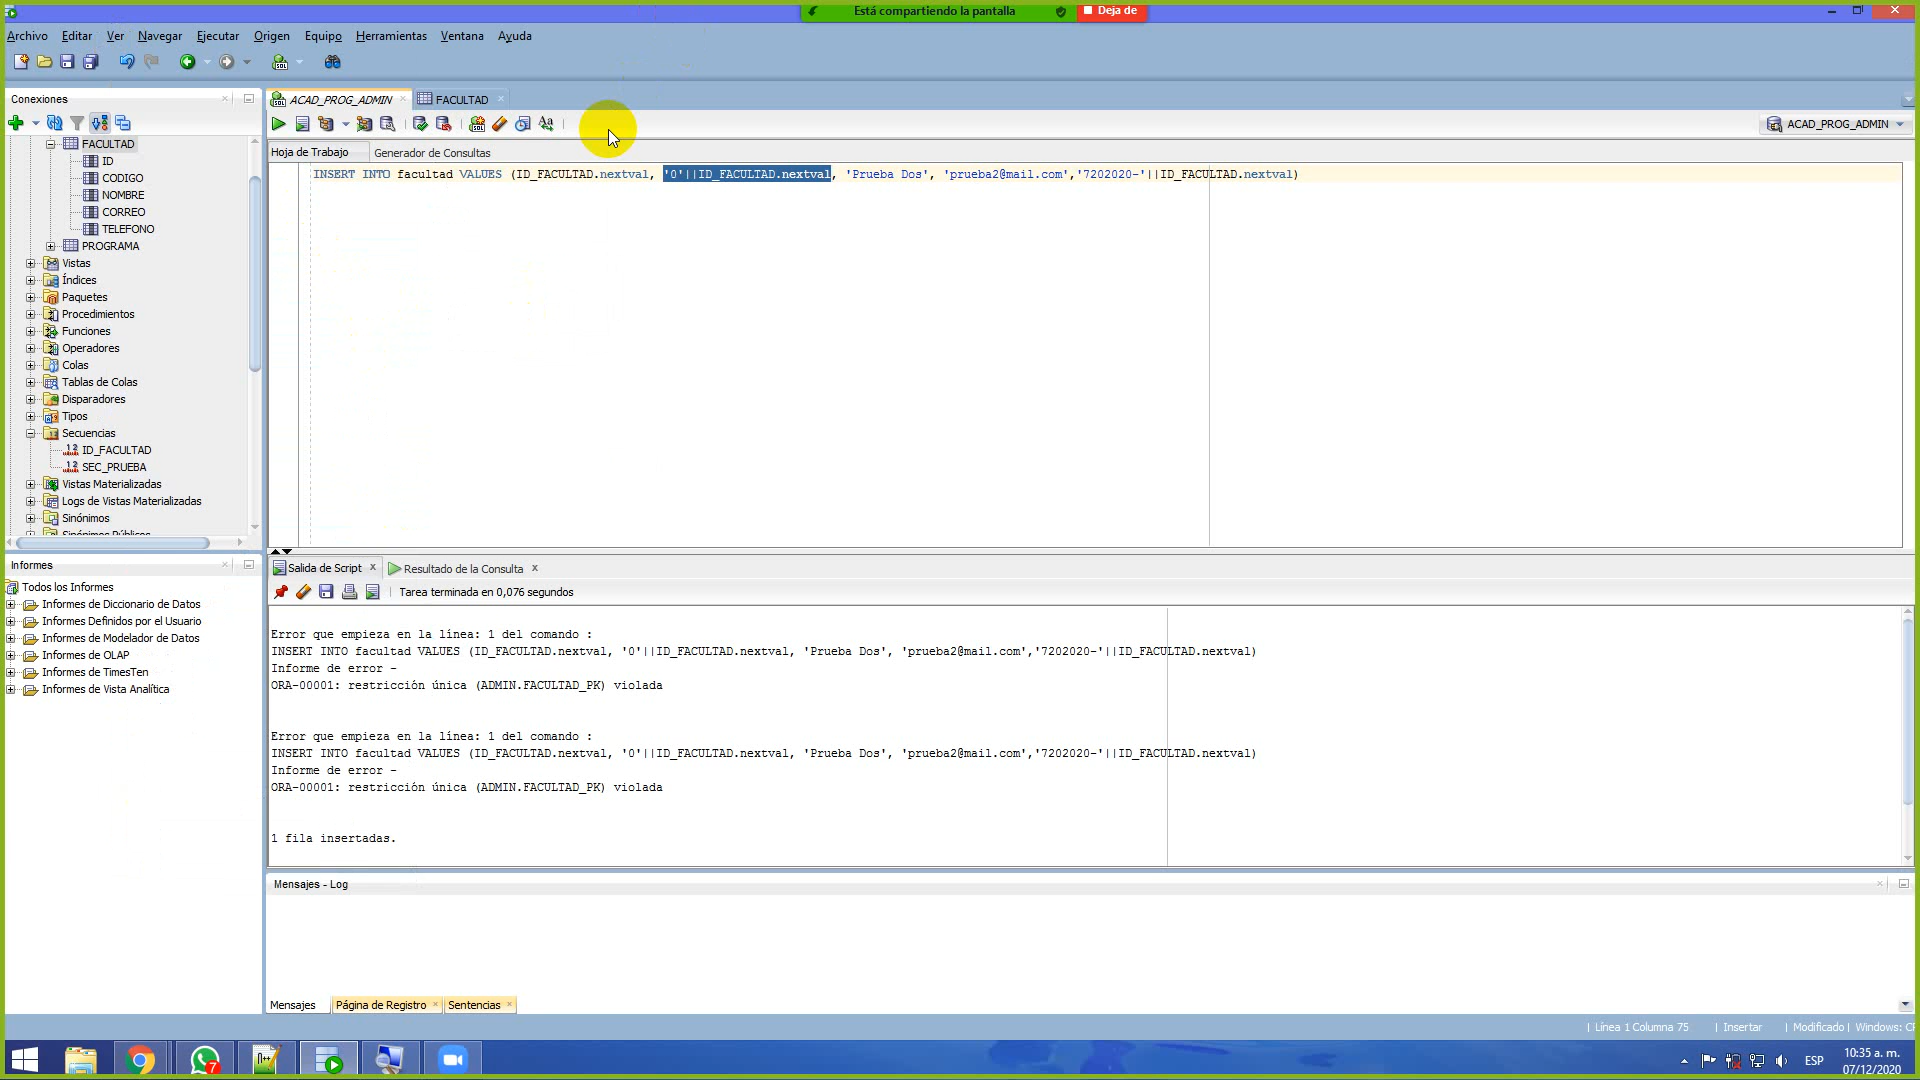 Está compartiendo la pantalla
Deja de
Archivo Editar Ver Navegar Ejecutar Origen Equipo Herramientas Ventana Ayuda
Conexiones
ACAD_PROG_ADMIN
FACULTAD
ACAD_PROG_ADMIN
Hoja de Trabajo
Generador de Consultas
INSERT INTO facultad VALUES (ID_FACULTAD.nextval, '0'||ID_FACULTAD.nextval, 'Prueba Dos', 'prueba2@mail.com','7202020-'||ID_FACULTAD.nextval)
FACULTAD
ID
CODIGO
NOMBRE
CORREO
TELEFONO
PROGRAMA
Vistas
Índices
Paquetes
Procedimientos
Funciones
Operadores
Colas
Tablas de Colas
Disparadores
Tipos
Secuencias
ID_FACULTAD
SEC_PRUEBA
Vistas Materializadas
Logs de Vistas Materializadas
Sinónimos
Sinónimos Públicos
Informes
Todos los Informes
Informes de Diccionario de Datos
Informes Definidos por el Usuario
Informes de Modelador de Datos
Informes de OLAP
Informes de TimesTen
Informes de Vista Analítica
Salida de Script
Resultado de la Consulta
Tarea terminada en 0,076 segundos
Error que empieza en la línea: 1 del comando :
INSERT INTO facultad VALUES (ID_FACULTAD.nextval, '0'||ID_FACULTAD.nextval, 'Prueba Dos', 'prueba2@mail.com','7202020-'||ID_FACULTAD.nextval)
Informe de error -
ORA-00001: restricción única (ADMIN.FACULTAD_PK) violada
Error que empieza en la línea: 1 del comando :
INSERT INTO facultad VALUES (ID_FACULTAD.nextval, '0'||ID_FACULTAD.nextval, 'Prueba Dos', 'prueba2@mail.com','7202020-'||ID_FACULTAD.nextval)
Informe de error -
ORA-00001: restricción única (ADMIN.FACULTAD_PK) violada
1 fila insertadas.
Mensajes - Log
Mensajes
Página de Registro
Sentencias
Línea 1 Columna 75 | Insertar | Modificado | Windows: CF
7
ESP
10:35 a. m.
07/12/2020